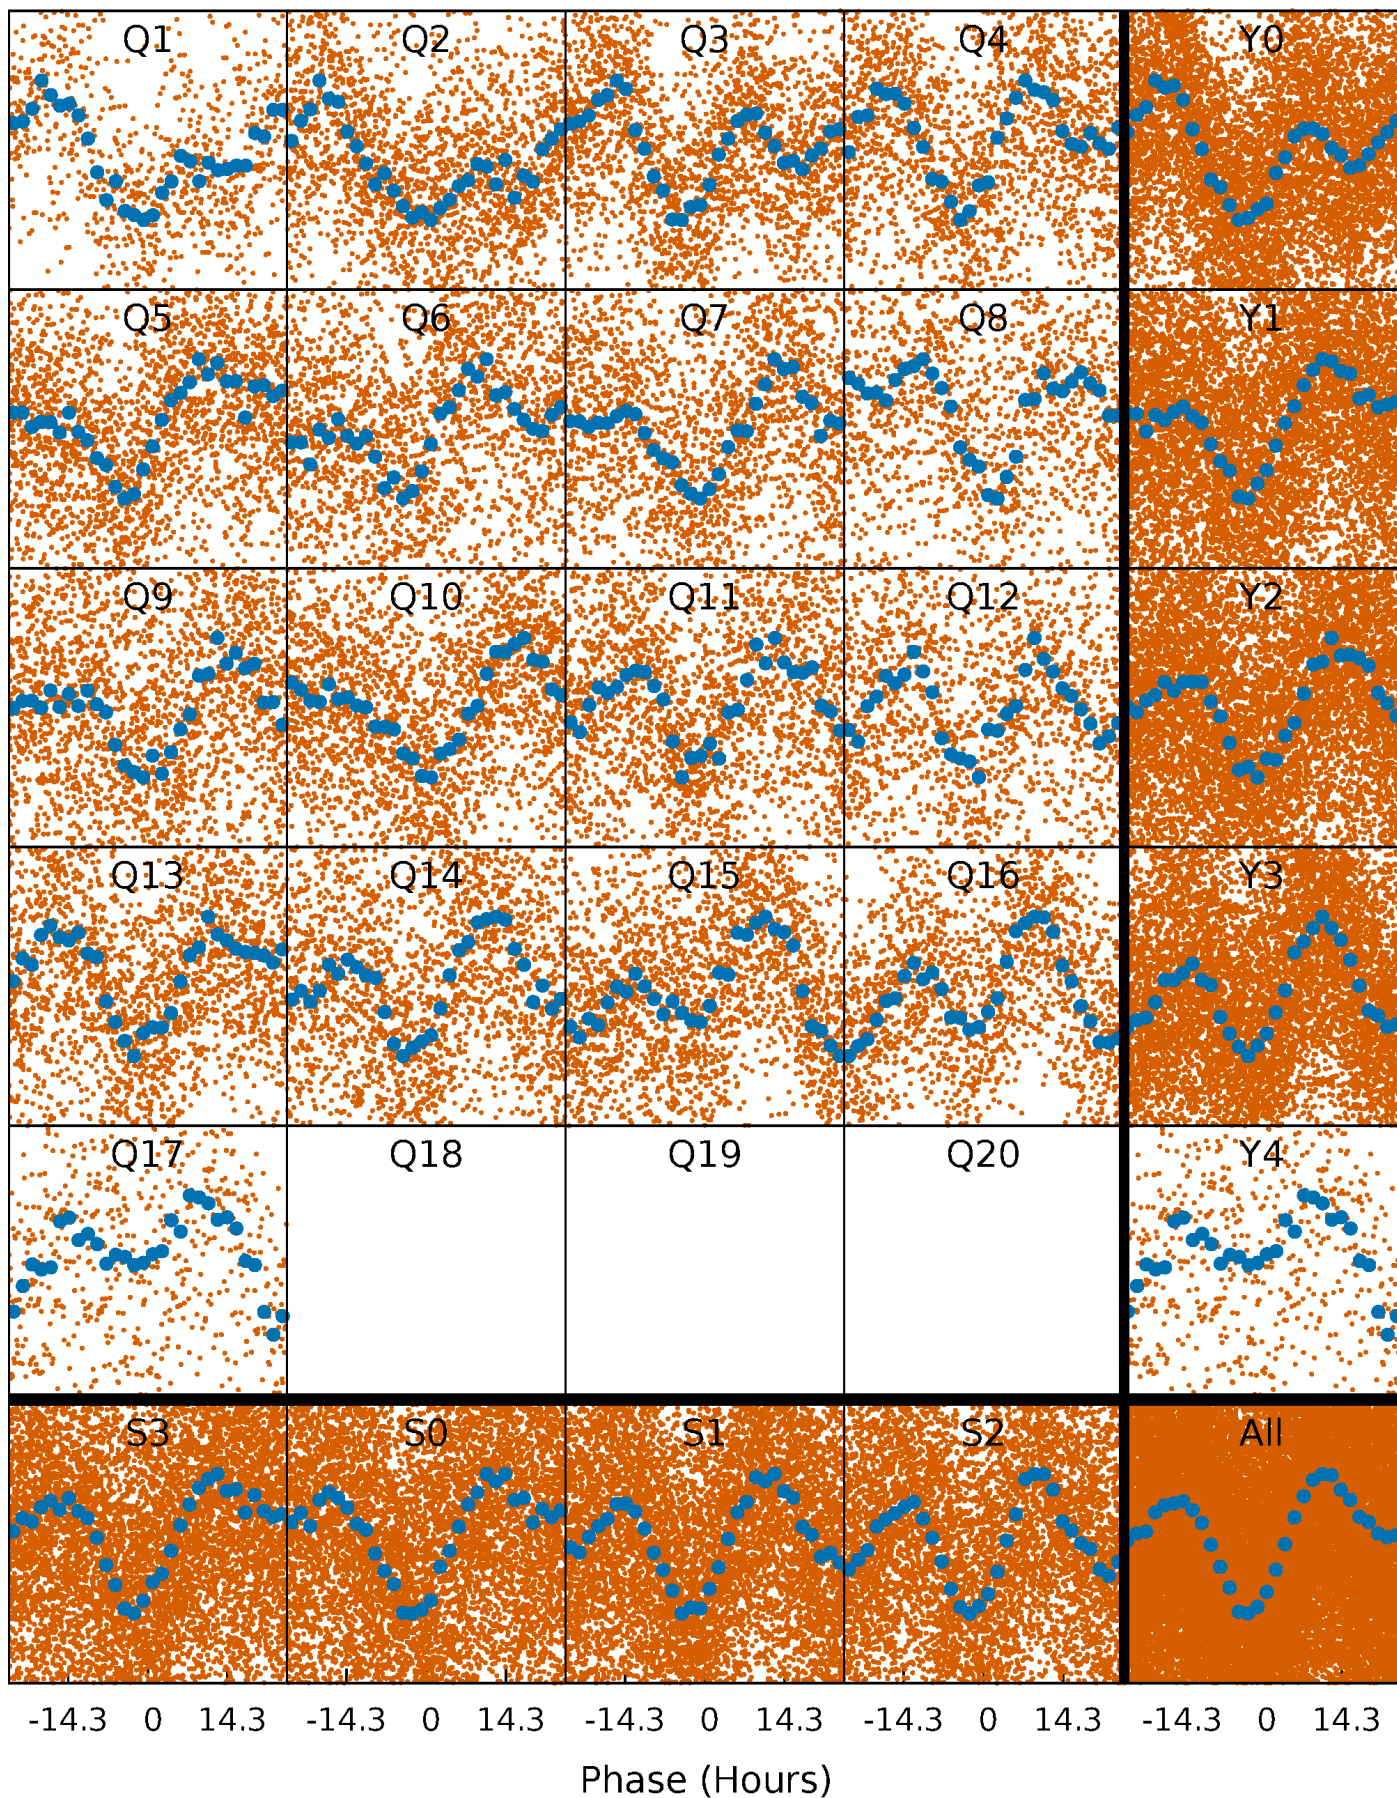 Q1 Q2 Q3 Q4 Y0
Q5 Q6 Q7 Q8 Y1
Q9 Q10 Q11 Q12 Y2
Q13 Q14 Q15 Q16 Y3
Q17 Q18 Q19 Q20 Y4
S3 S0 S1 S2 All
-14.3 0 14.3 -14.3 0 14.3 -14.3 0 14.3 -14.3 0 14.3 -14.3 0 14.3
Phase (Hours)